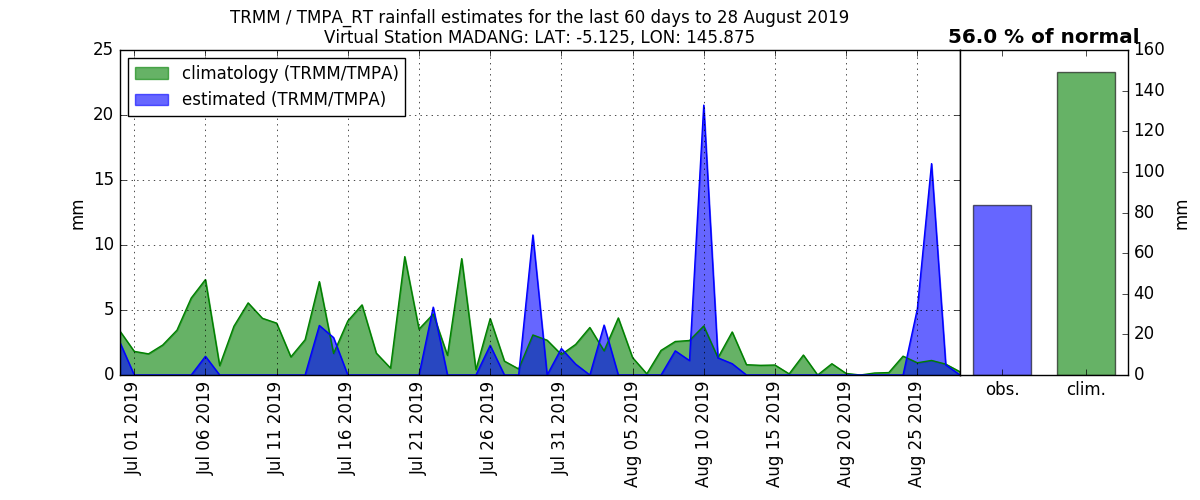 TRMM / TMPA_RT rainfall estimates for the last 60 days to 28 August 2019
Virtual Station MADANG: LAT: -5.125, LON: 145.875
56.0 % of normal
climatology (TRMM/TMPA)
estimated (TRMM/TMPA)
mm
25
20
15
10
5
0
Jul 01 2019
Jul 06 2019
Jul 11 2019
Jul 16 2019
Jul 21 2019
Jul 26 2019
Jul 31 2019
Aug 05 2019
Aug 10 2019
Aug 15 2019
Aug 20 2019
Aug 25 2019
obs.
clim.
160
140
120
100
80
60
40
20
0
mm